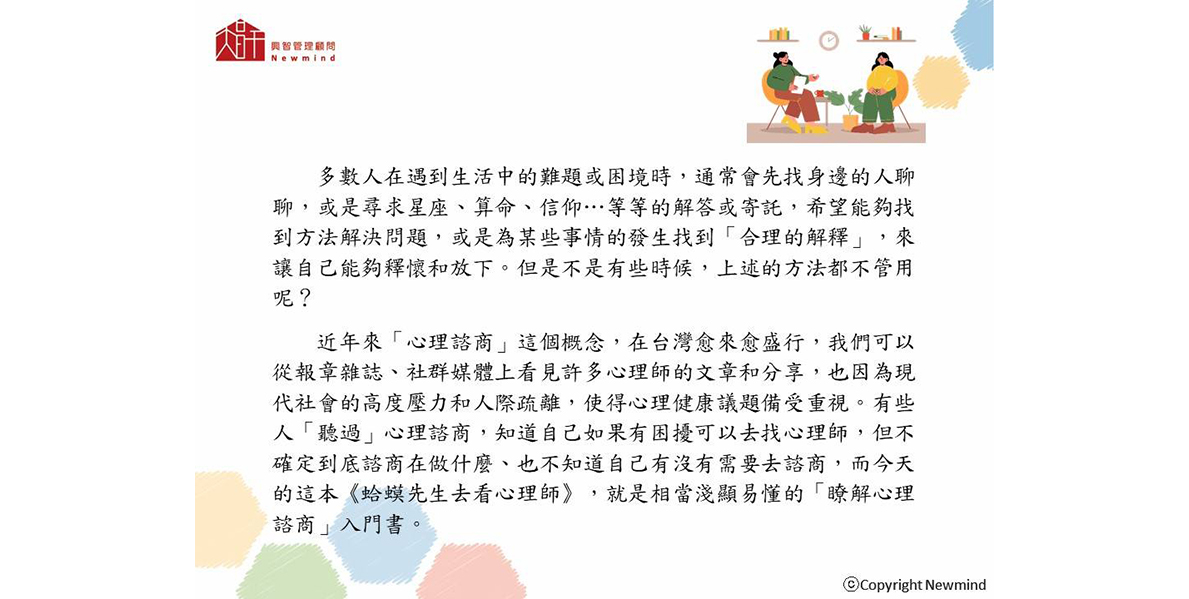 興智管理顧問
Newmind
多數人在遇到生活中的難題或困境時，通常會先找身邊的人聊
聊，或是尋求星座、算命、信仰…等等的解答或寄託，希望能夠找
到方法解決問題，或是為某些事情的發生找到「合理的解釋」，來
讓自己能夠釋懷和放下。但是不是有些時候，上述的方法都不管用
呢？
近年來「心理諮商」這個概念，在台灣愈來愈盛行，我們可以
從報章雜誌、社群媒體上看見許多心理師的文章和分享，也因為現
代社會的高度壓力和人際疏離，使得心理健康議題備受重視。有些
人「聽過」心理諮商，知道自己如果有困擾可以去找心理師，但不
確定到底諮商在做什麼、也不知道自己有沒有需要去諮商，而今天
的這本《蛤蟆先生去看心理師》，就是相當淺顯易懂的「瞭解心理
諮商」入門書。
©Copyright Newmind